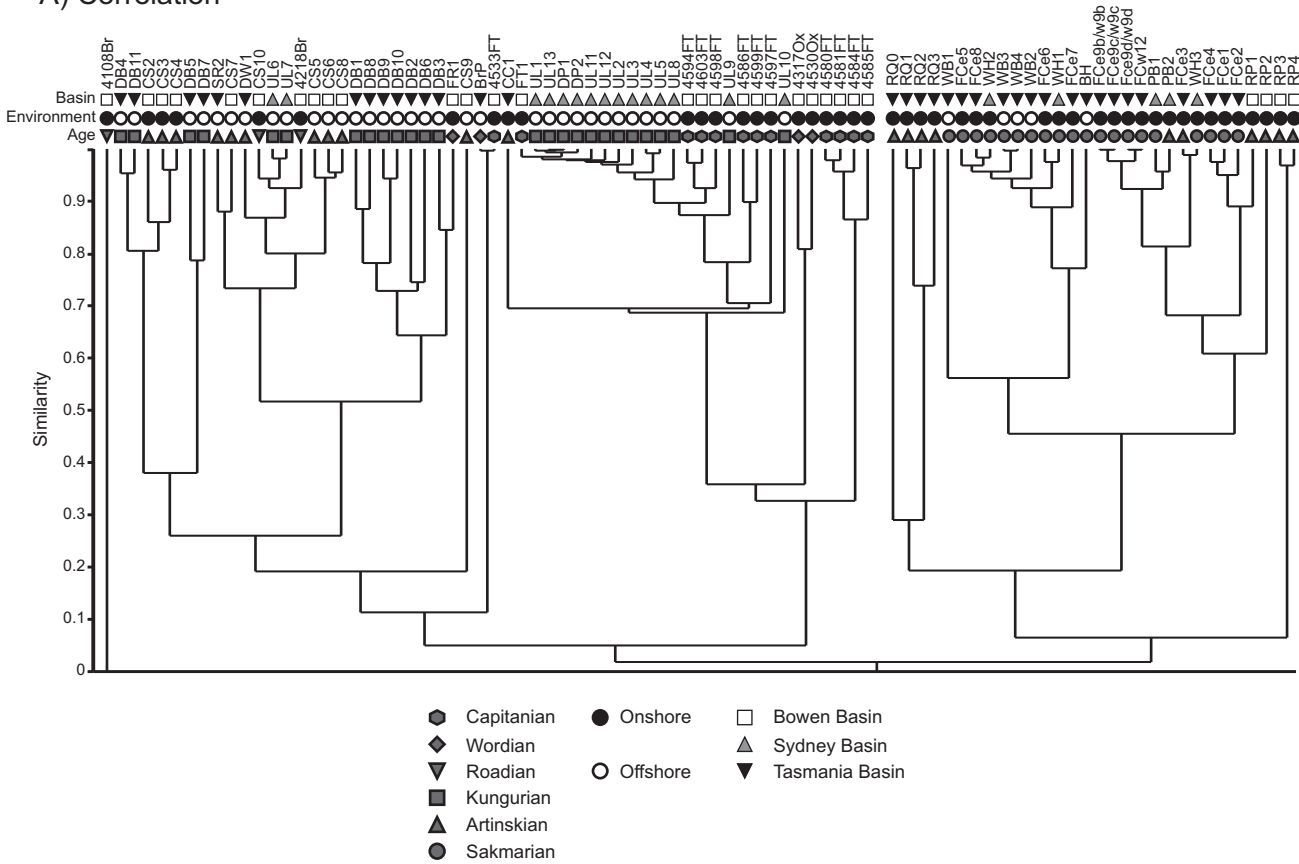 A) Correlation
4108Br
DB4
DB11
CS2
CS3
CS4
DB5
DB7
SR2
CS7
DW1
CS10
UL6
UL7
4218Br
CS5
CS6
CS8
DB1
DB8
DB9
DB10
DB2
DB6
DB3
FR1
CS9
BrP
4533FT
CC1
FT1
UL1
UL13
DP1
DP2
UL11
UL12
UL2
UL3
UL4
UL5
UL8
4594FT
4603FT
4598FT
UL9
4586FT
4599FT
4597FT
UL10
4317Ox
4330Ox
4580FT
4581FT
4584FT
4585FT
RQ0
RQ1
RQ2
RQ3
WB1
FCe5
FCe8
WH2
WB3
WB4
WB2
FCe6
WH1
FCe7
BH
FCe9b/w9b
FCe9c/w9c
Fce9d/w9d
FCw12
PB1
PB2
FCe3
WH3
FCe4
FCe1
FCe2
RP1
RP2
RP3
RP4
Basin
Environment
Age
0.9
0.8
0.7
0.6
0.5
0.4
0.3
0.2
0.1
0
Similarity
Capitanian
Wordian
Roadian
Kungurian
Artinskian
Sakmarian
Onshore
Offshore
Bowen Basin
Sydney Basin
Tasmania Basin